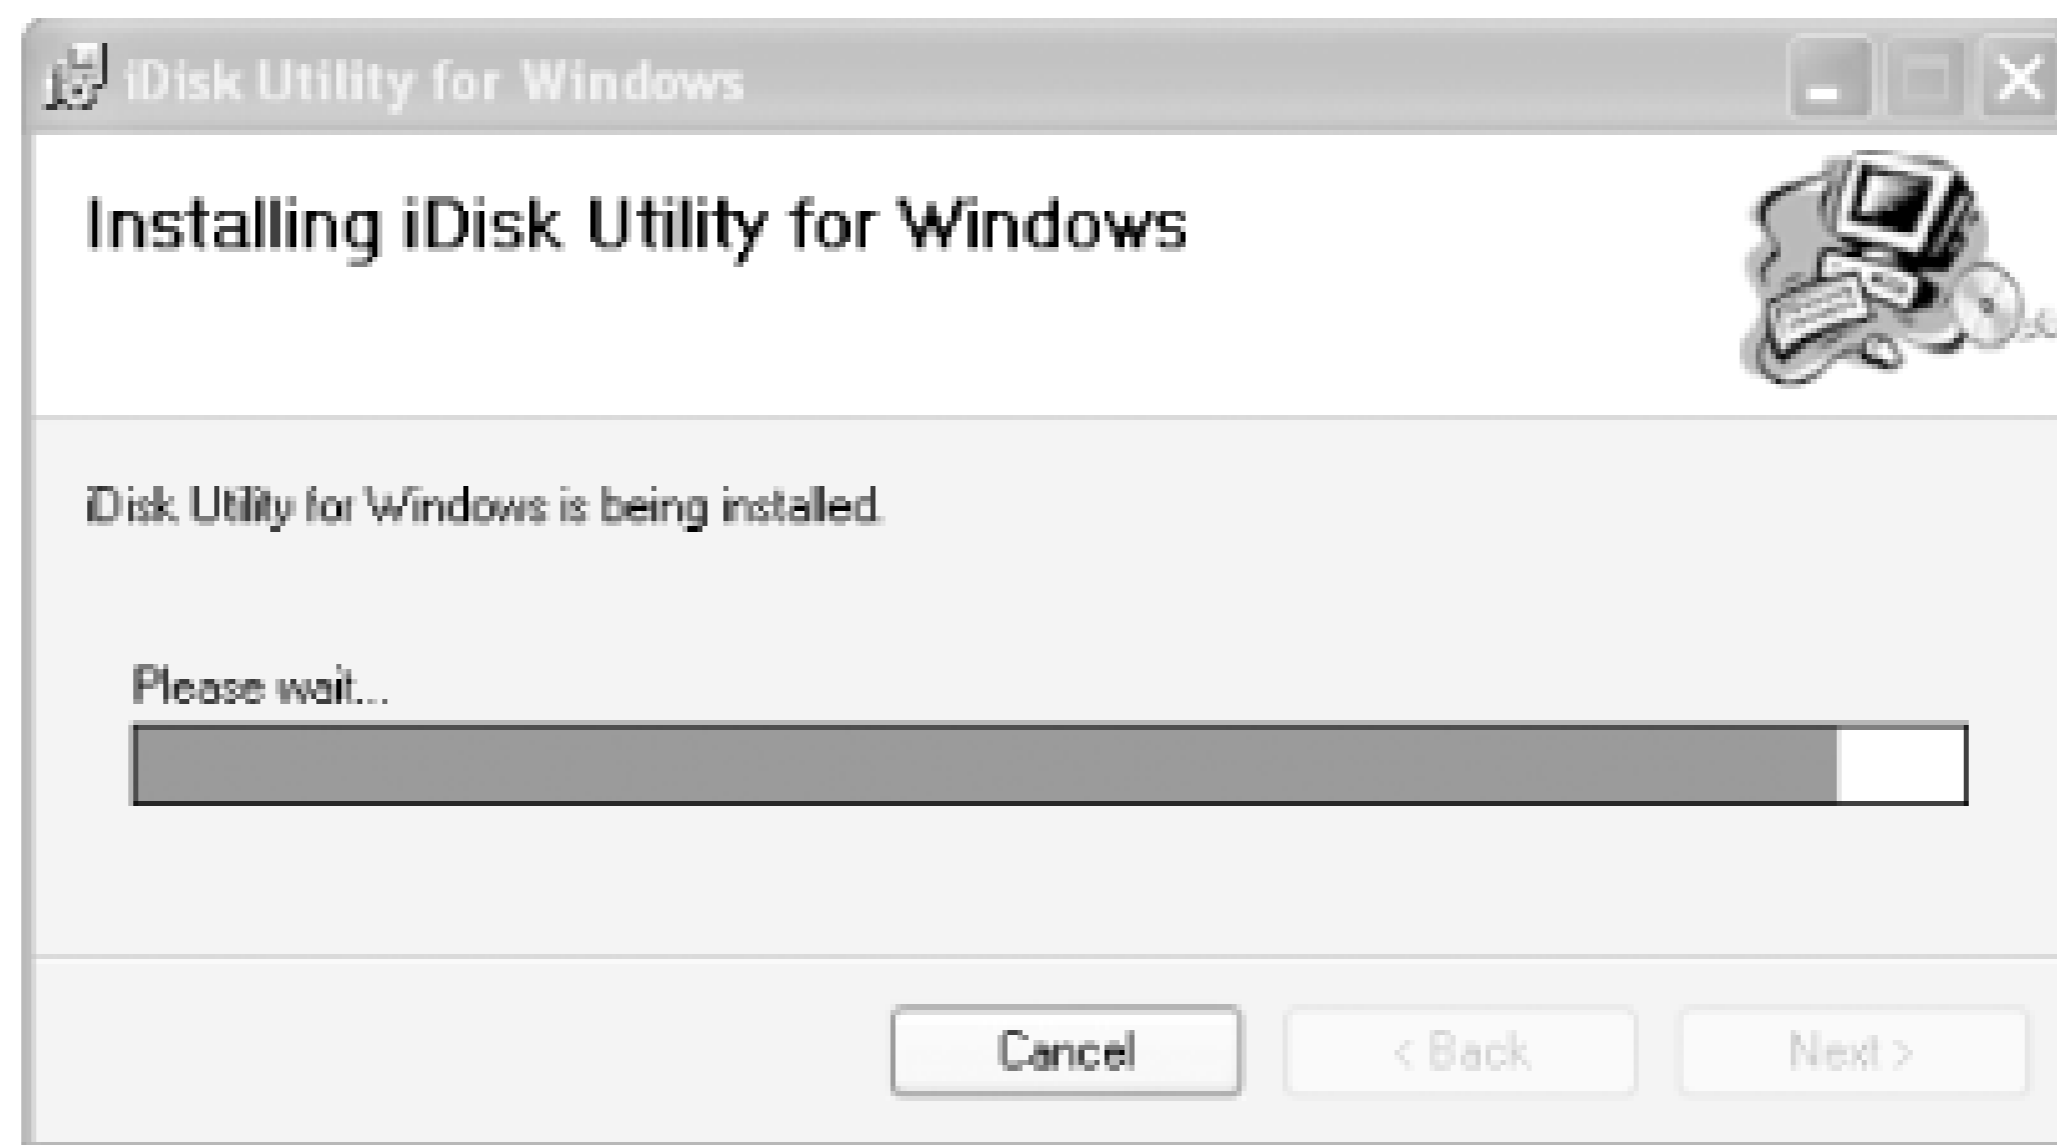 iDisk Utility for Windows
Installing iDisk Utility for Windows
iDisk Utility for Windows is being installed.
Please wait...
Cancel
< Back
Next >